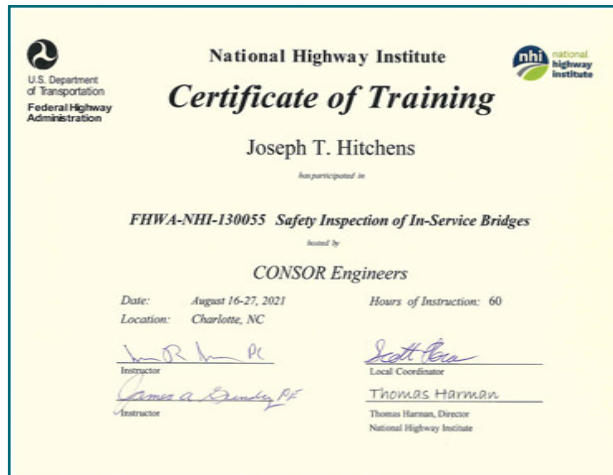 U.S. Department
of Transportation
Federal Highway
Administration
National Highway Institute
Certificate of Training
nhi national
highway
institute
Joseph T. Hitchens
has participated in
FHWA-NHI-130055 Safety Inspection of In-Service Bridges
hosted by
CONSOR Engineers
Date: August 16-27, 2021
Hours of Instruction: 60
Location: Charlotte, NC
Instructor
Scott
Local Coordinator
James a PE
Instructor
Thomas Harman
Thomas Harman, Director
National Highway Institute